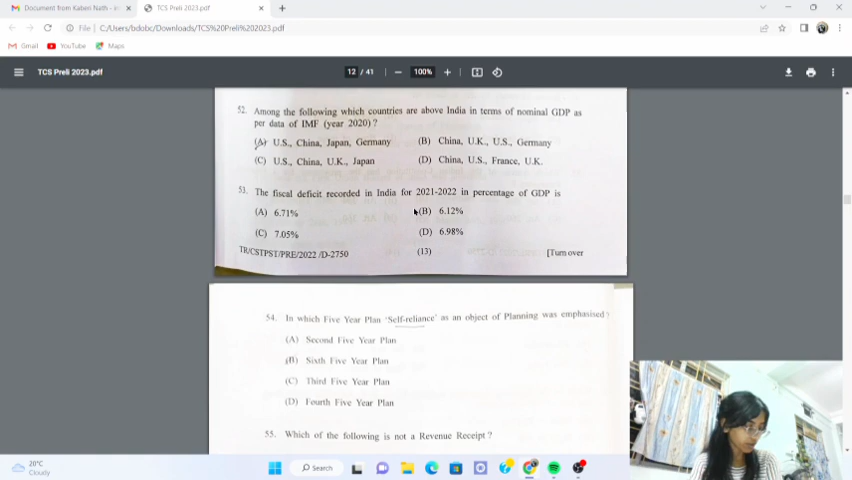 Document from Kaberi Nath - 
TCS Preli 2023.pdf
File
C:/Users/bdobc/Downloads/TCS%20Preli%202023.pdf
Gmail
YouTube
Maps
TCS Preli 2023.pdf
12 / 41
100%
52. Among the following which countries are above India in terms of nominal GDP as
per data of IMF (year 2020) ?
(A) U.S., China, Japan, Germany
(B) China, U.K., U.S., Germany
(C) U.S., China, U.K., Japan
(D) China, U.S., France, U.K.
53. The fiscal deficit recorded in India for 2021-2022 in percentage of GDP is
(A) 6.71%
(B) 6.12%
(C) 7.05%
(D) 6.98%
TR/CSTPST/PRE/2022 /D-2750
(13)
[Turn over
54. In which Five Year Plan ‘Self-reliance’ as an object of Planning was emphasised ?
(A) Second Five Year Plan
(B) Sixth Five Year Plan
(C) Third Five Year Plan
(D) Fourth Five Year Plan
55. Which of the following is not a Revenue Receipt ?
20°C
Cloudy
Search